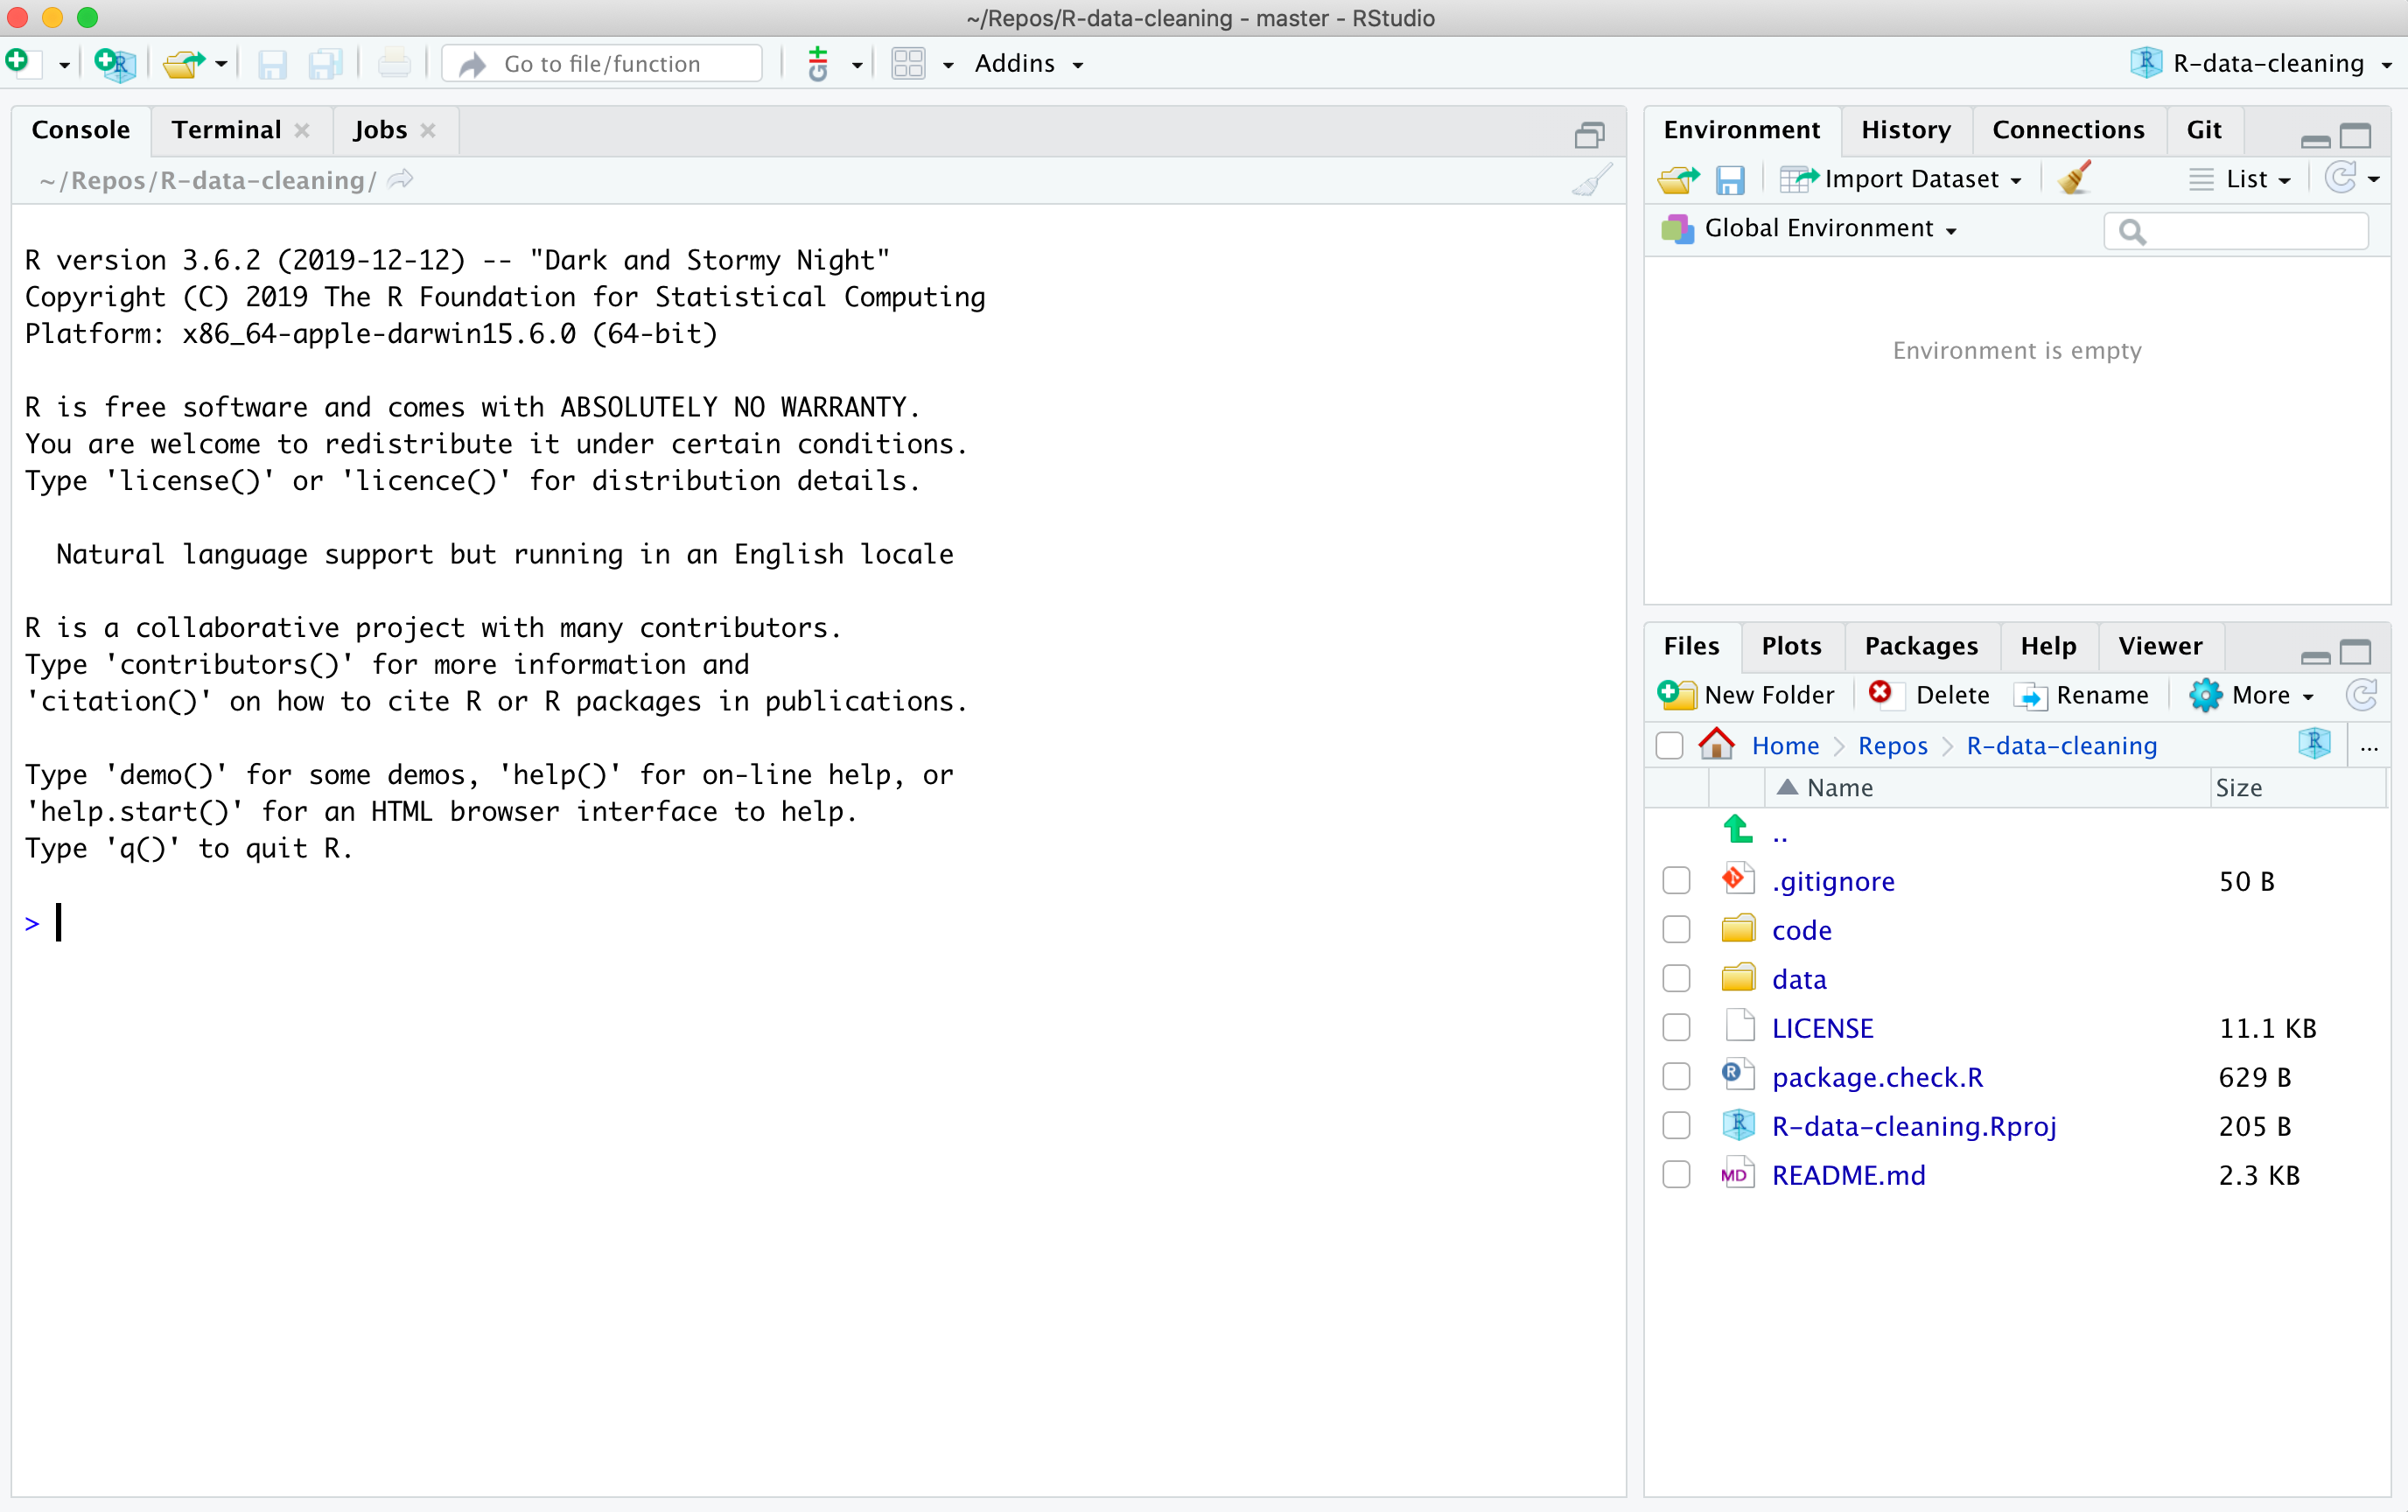 ~/Repos/R-data-cleaning - master - RStudio
Go to file/function
Addins
R-data-cleaning
Console Terminal Jobs
~/Repos/R-data-cleaning/
R version 3.6.2 (2019-12-12) -- "Dark and Stormy Night"
Copyright (C) 2019 The R Foundation for Statistical Computing
Platform: x86_64-apple-darwin15.6.0 (64-bit)
R is free software and comes with ABSOLUTELY NO WARRANTY.
You are welcome to redistribute it under certain conditions.
Type 'license()' or 'licence()' for distribution details.
Natural language support but running in an English locale
R is a collaborative project with many contributors.
Type 'contributors()' for more information and
'citation()' on how to cite R or R packages in publications.
Type 'demo()' for some demos, 'help()' for on-line help, or
'help.start()' for an HTML browser interface to help.
Type 'q()' to quit R.
>
Environment History Connections Git
Import Dataset List
Global Environment
Environment is empty
Files Plots Packages Help Viewer
New Folder Delete Rename More
Home Repos R-data-cleaning ...
Name Size
..
.gitignore 50 B
code
data
LICENSE 11.1 KB
package.check.R 629 B
R-data-cleaning.Rproj 205 B
README.md 2.3 KB